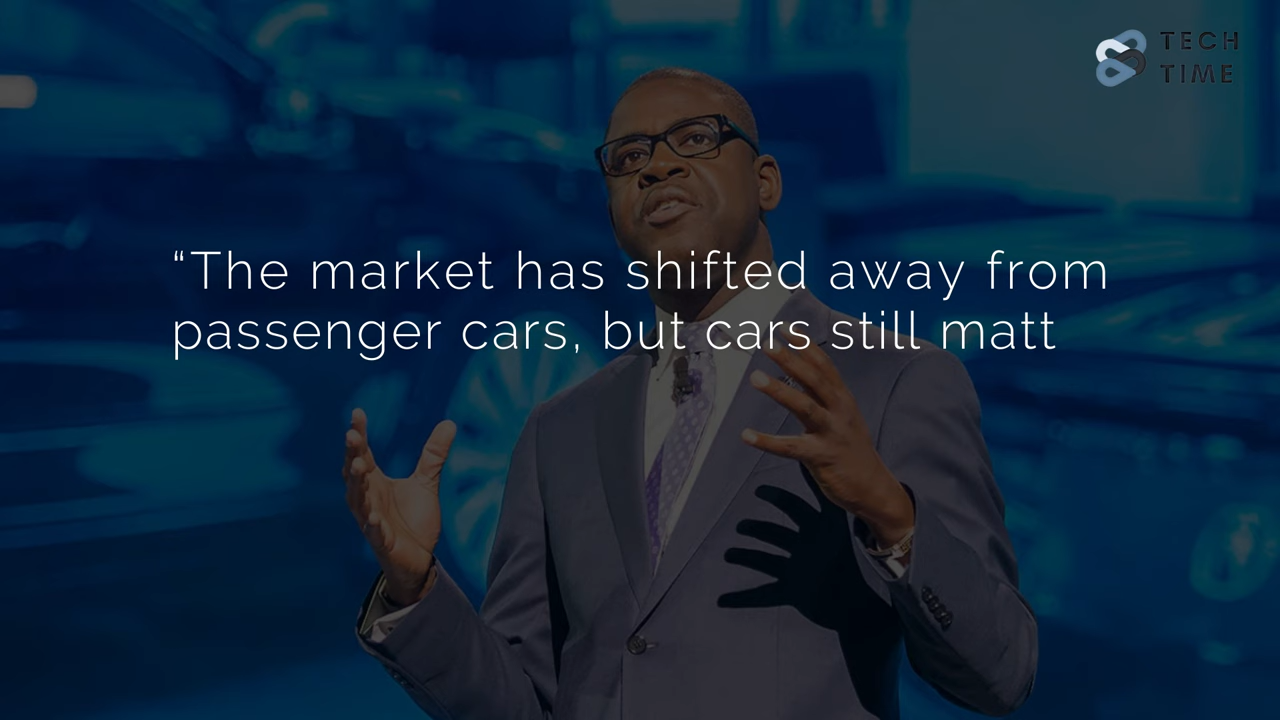 TECH
TIME
“The market has shifted away from
passenger cars, but cars still matt